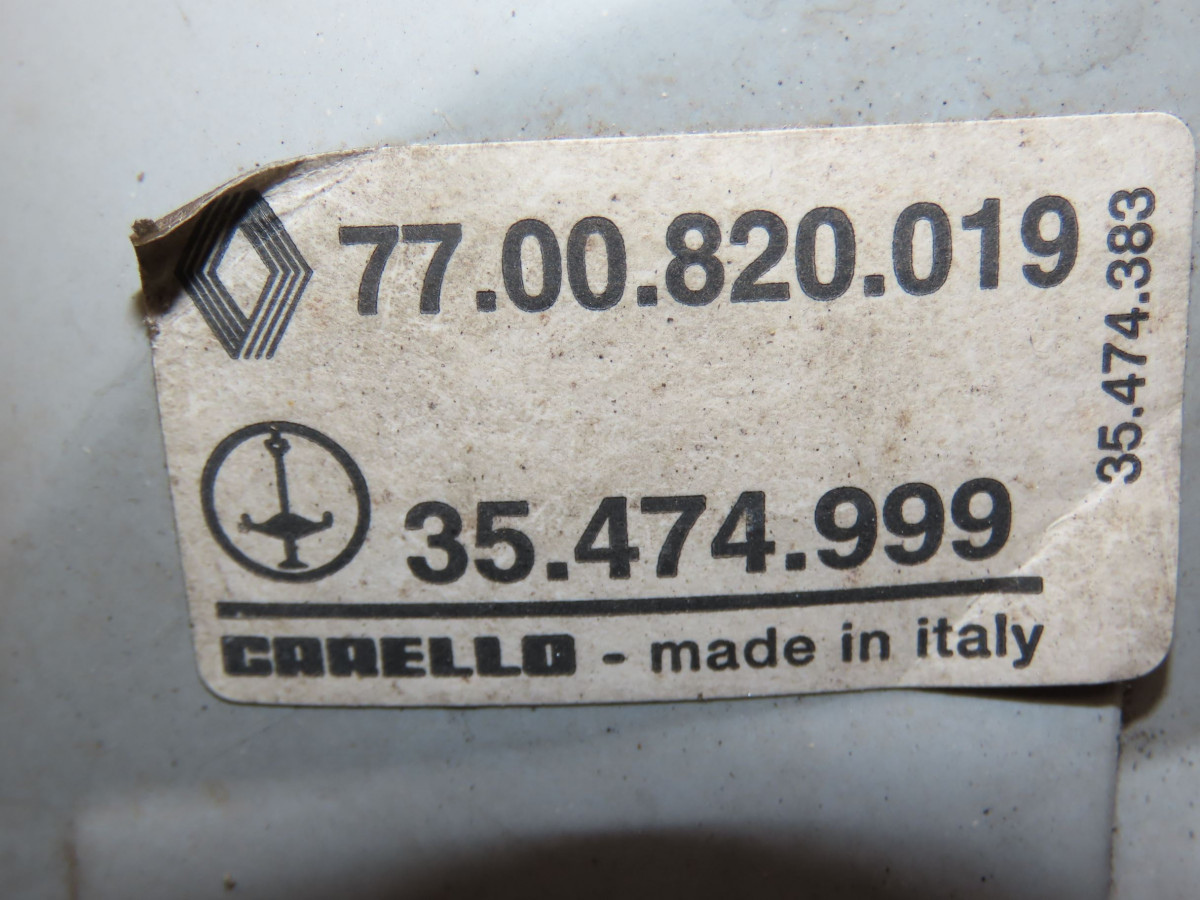 77.00.820.019
35.474.383
35.474.999
CARELLO - made in italy